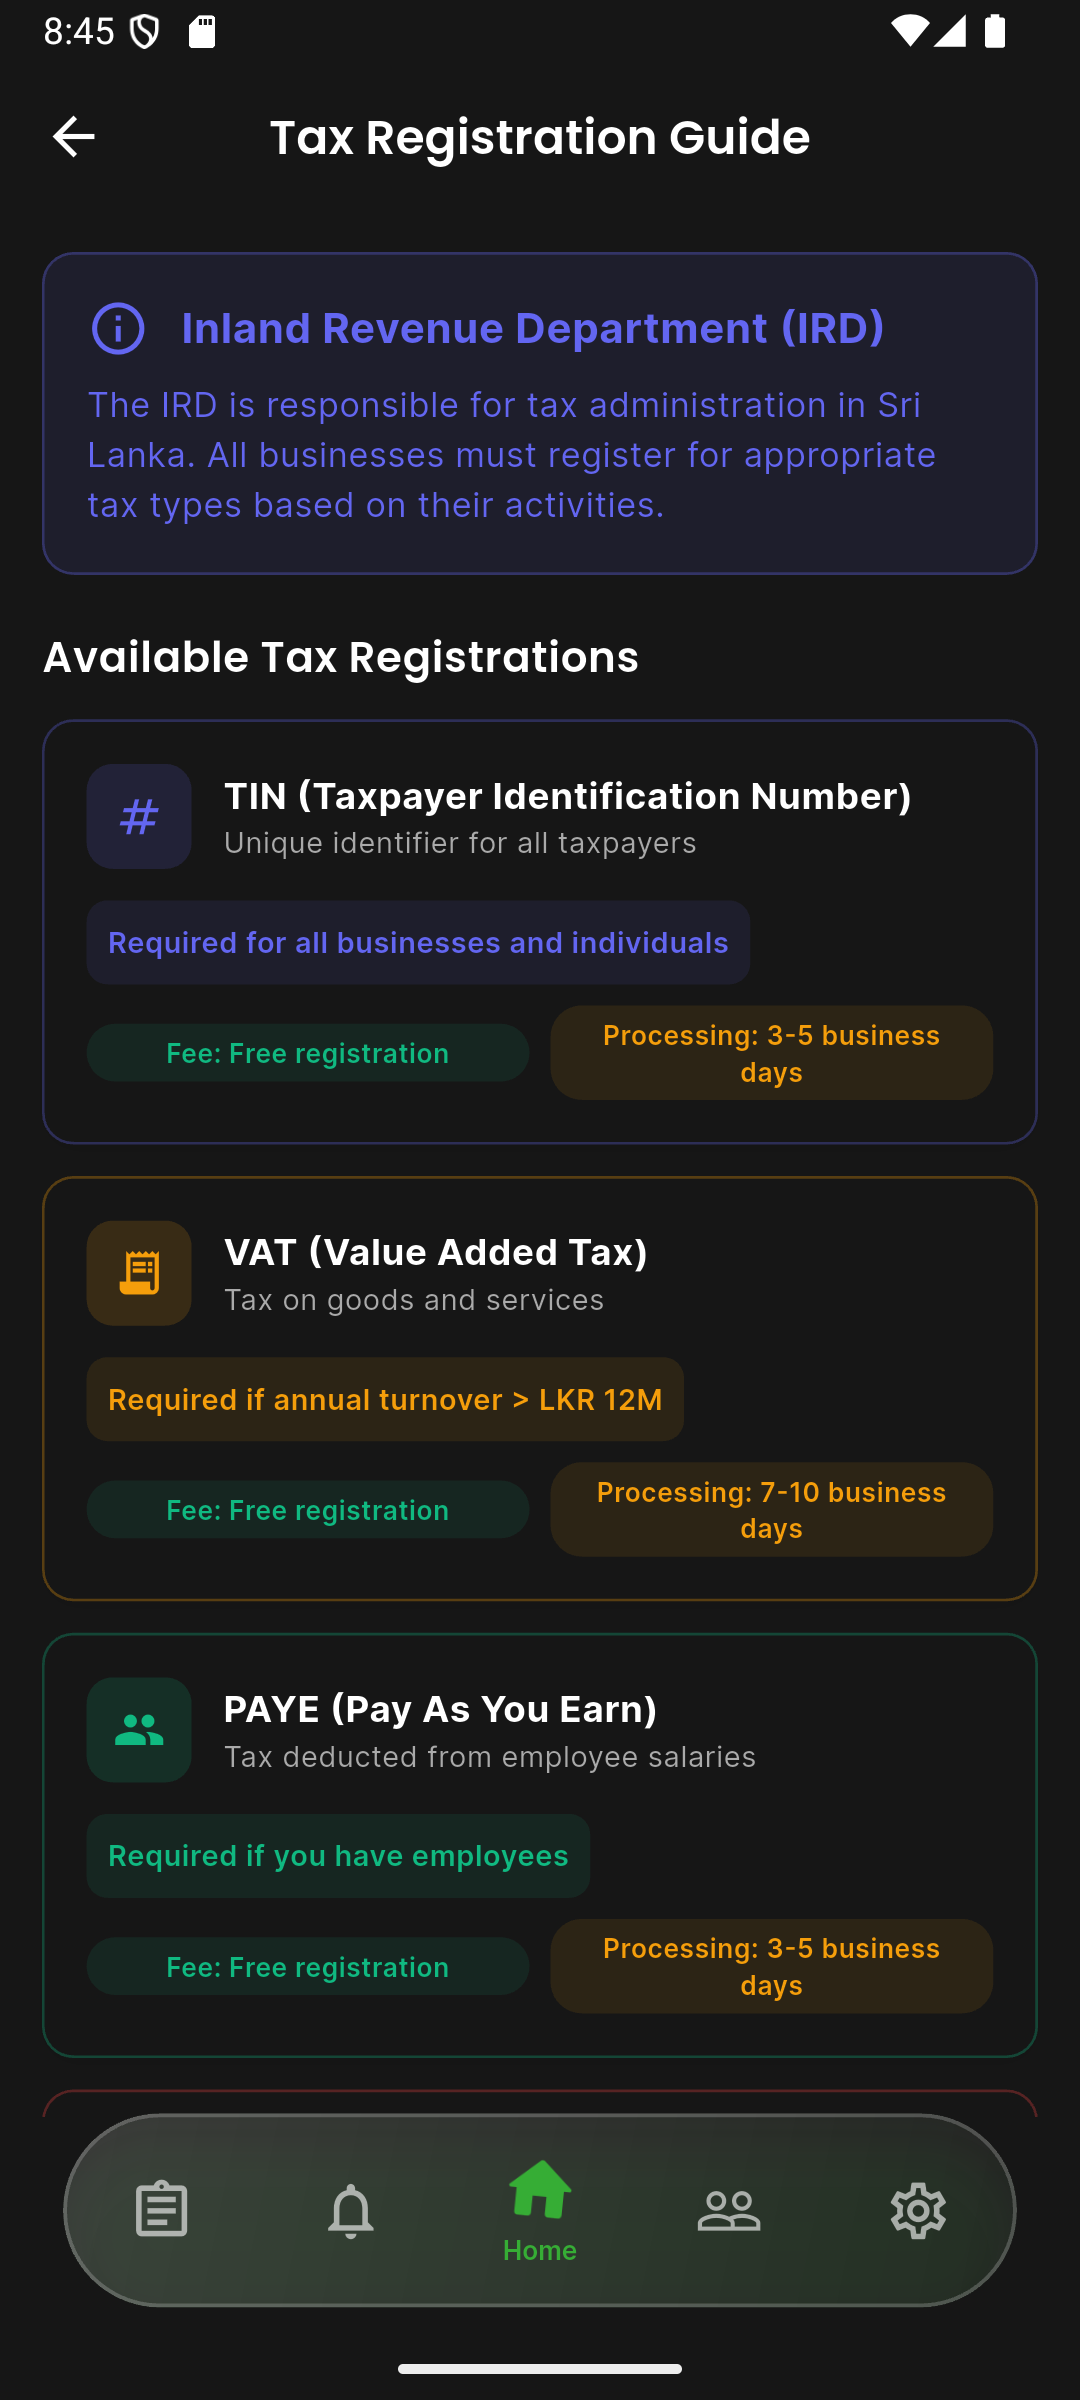 8:45
Tax Registration Guide
Inland Revenue Department (IRD)
The IRD is responsible for tax administration in Sri
Lanka. All businesses must register for appropriate
tax types based on their activities.
Available Tax Registrations
TIN (Taxpayer Identification Number)
Unique identifier for all taxpayers
Required for all businesses and individuals
Fee: Free registration
Processing: 3-5 business
days
VAT (Value Added Tax)
Tax on goods and services
Required if annual turnover > LKR 12M
Fee: Free registration
Processing: 7-10 business
days
PAYE (Pay As You Earn)
Tax deducted from employee salaries
Required if you have employees
Fee: Free registration
Processing: 3-5 business
days
Home